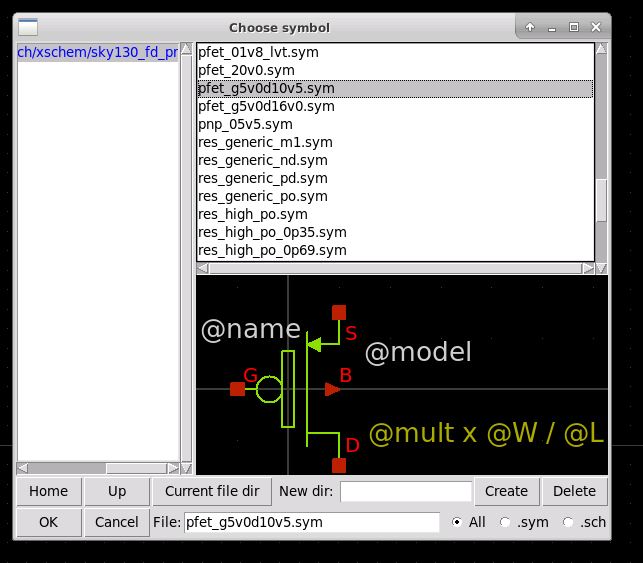 Choose symbol
ch/xschem/sky130_fd_pr
pfet_01v8_lvt.sym
pfet_20v0.sym
pfet_g5v0d10v5.sym
pfet_g5v0d16v0.sym
pnp_05v5.sym
res_generic_m1.sym
res_generic_nd.sym
res_generic_pd.sym
res_generic_po.sym
res_high_po.sym
res_high_po_0p35.sym
res_high_po_0p69.sym
@name
S
@model
G
B
@mult x @W / @L
D
Home Up Current file dir New dir: Create Delete
OK Cancel File: pfet_g5v0d10v5.sym All .sym .sch